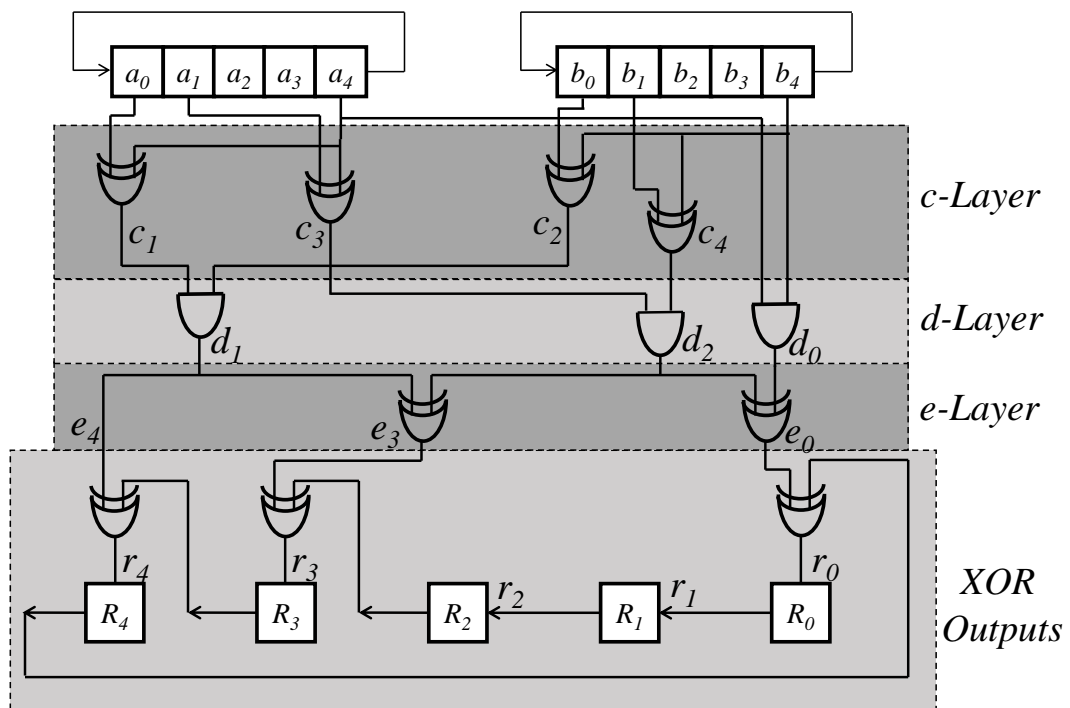 a₀ a₁ a₂ a₃ a₄ b₀ b₁ b₂ b₃ b₄
c-Layer
c₁ c₃ c₂ c₄
d-Layer
d₁ d₂ d₀
e-Layer
e₄ e₃ e₀
r₄ r₃ r₂ r₁ r₀
XOR
Outputs
R₄ R₃ R₂ R₁ R₀